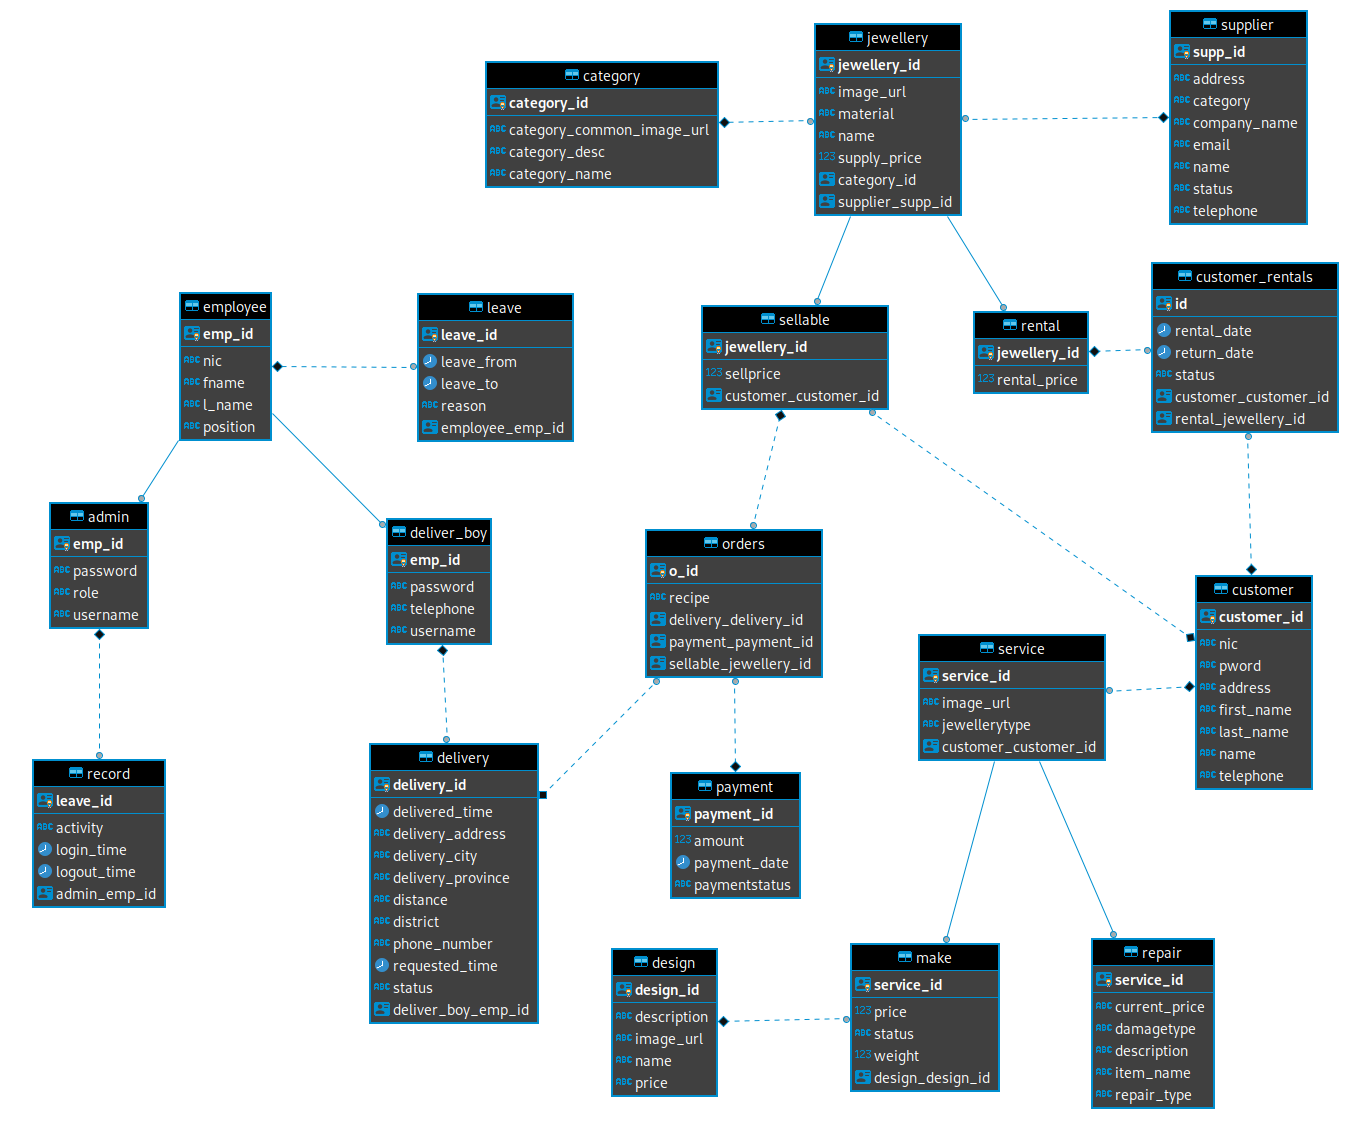 category
category_id
category_common_image_url
category_desc
category_name
jewellery
jewellery_id
image_url
material
name
supply_price
category_id
supplier_supp_id
supplier
supp_id
address
category
company_name
email
name
status
telephone
employee
emp_id
nic
fname
l_name
position
leave
leave_id
leave_from
leave_to
reason
employee_emp_id
sellable
jewellery_id
sellprice
customer_customer_id
rental
jewellery_id
rental_price
customer_rentals
id
rental_date
return_date
status
customer_customer_id
rental_jewellery_id
admin
emp_id
password
role
username
deliver_boy
emp_id
password
telephone
username
orders
o_id
recipe
delivery_delivery_id
payment_payment_id
sellable_jewellery_id
service
service_id
image_url
jewellerytype
customer_customer_id
customer
customer_id
nic
pword
address
first_name
last_name
name
telephone
record
leave_id
activity
login_time
logout_time
admin_emp_id
delivery
delivery_id
delivered_time
delivery_address
delivery_city
delivery_province
distance
district
phone_number
requested_time
status
deliver_boy_emp_id
payment
payment_id
amount
payment_date
paymentstatus
design
design_id
description
image_url
name
price
make
service_id
price
status
weight
design_design_id
repair
service_id
current_price
damagetype
description
item_name
repair_type